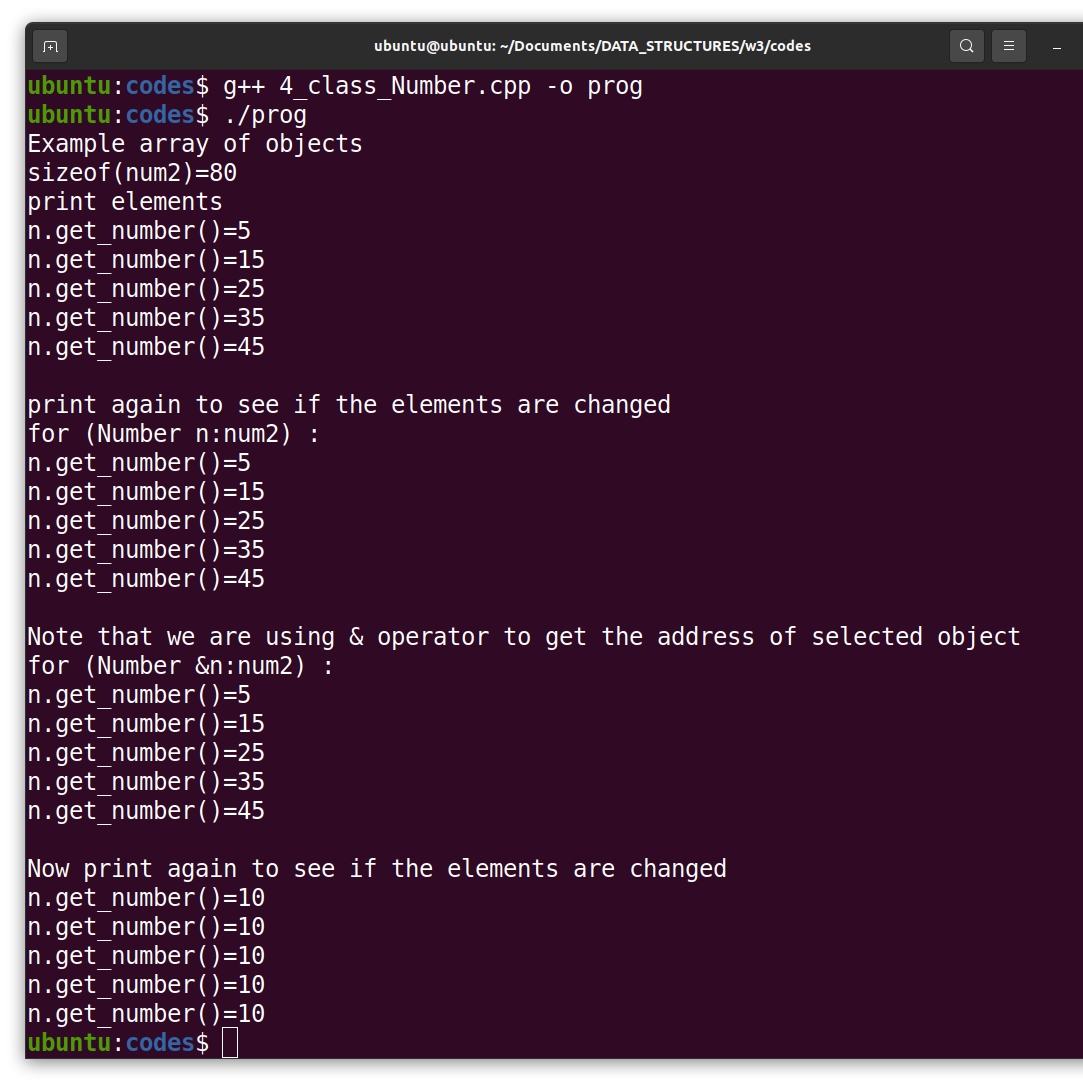 ubuntu@ubuntu: ~/Documents/DATA_STRUCTURES/w3/codes
ubuntu:codes$ g++ 4_class_Number.cpp -o prog
ubuntu:codes$ ./prog
Example array of objects
sizeof(num2)=80
print elements
n.get_number()=5
n.get_number()=15
n.get_number()=25
n.get_number()=35
n.get_number()=45
print again to see if the elements are changed
for (Number n:num2) :
n.get_number()=5
n.get_number()=15
n.get_number()=25
n.get_number()=35
n.get_number()=45
Note that we are using & operator to get the address of selected object
for (Number &n:num2) :
n.get_number()=5
n.get_number()=15
n.get_number()=25
n.get_number()=35
n.get_number()=45
Now print again to see if the elements are changed
n.get_number()=10
n.get_number()=10
n.get_number()=10
n.get_number()=10
n.get_number()=10
ubuntu:codes$